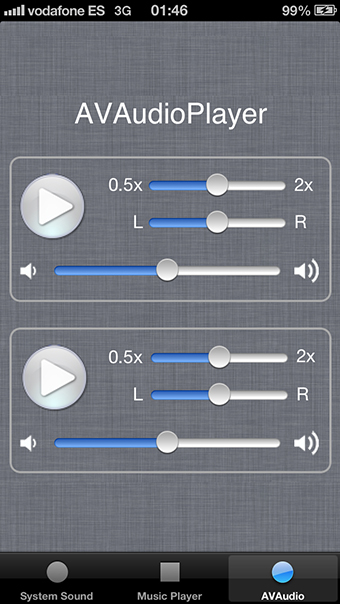 vodafone ES 3G 01:46 99%
AVAudioPlayer
0.5x 2x
L R
0.5x 2x
L R
System Sound Music Player AVAudio